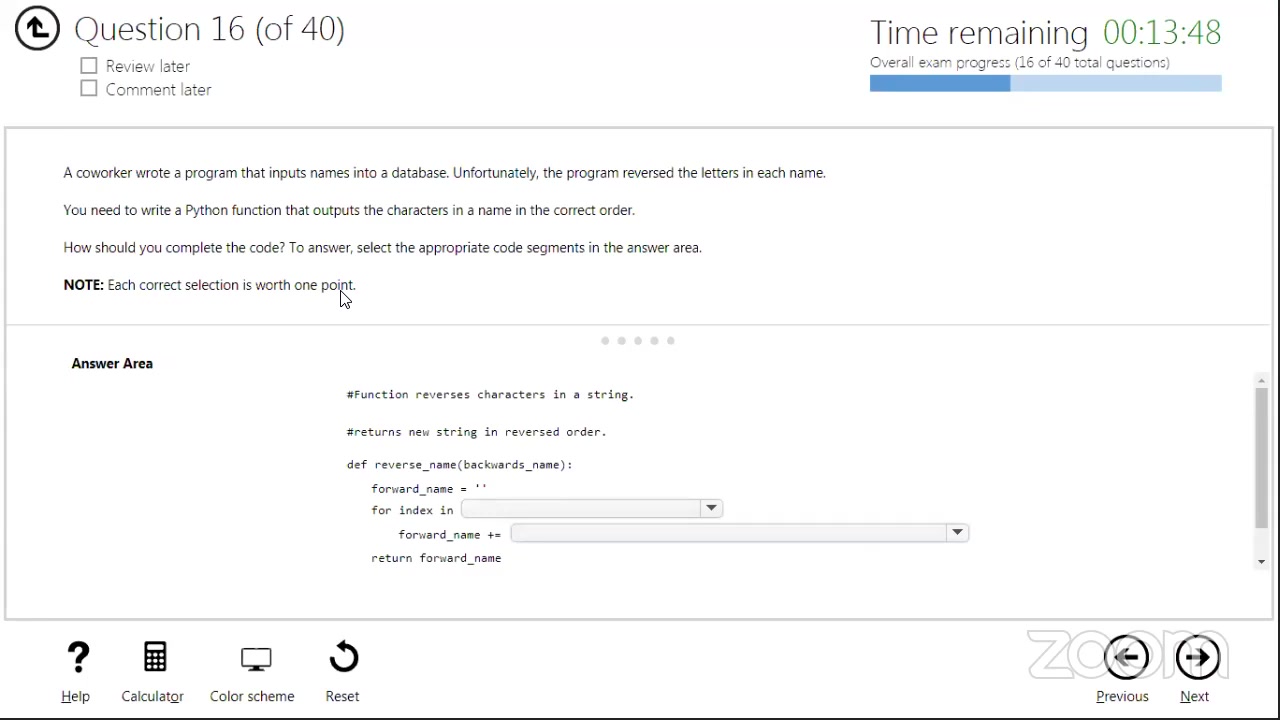 Question 16 (of 40)
Review later
Comment later
Time remaining 00:13:48
Overall exam progress (16 of 40 total questions)
A coworker wrote a program that inputs names into a database. Unfortunately, the program reversed the letters in each name.
You need to write a Python function that outputs the characters in a name in the correct order.
How should you complete the code? To answer, select the appropriate code segments in the answer area.
NOTE: Each correct selection is worth one point.
Answer Area
#Function reverses characters in a string.
#returns new string in reversed order.
def reverse_name(backwards_name):
forward_name = ''
for index in
forward_name +=
return forward_name
zoom
? Help
Calculator
Color scheme
Reset
Previous
Next